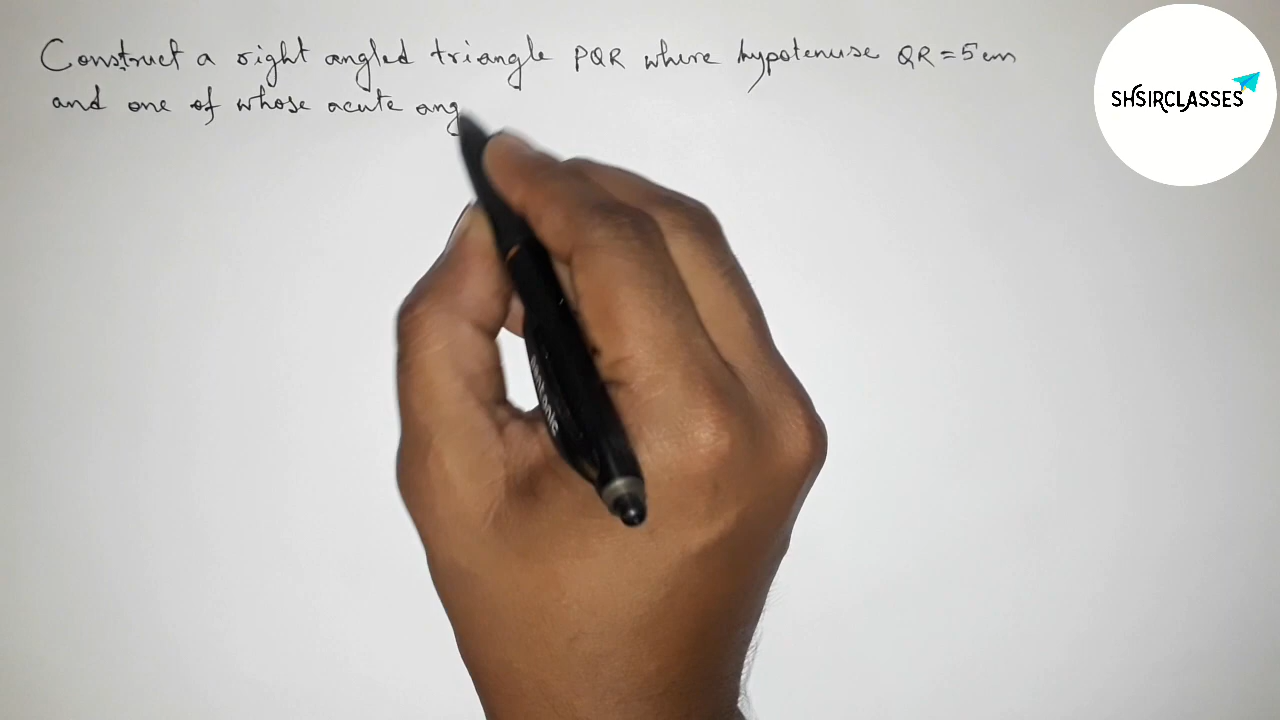 Construct a right angled triangle PQR where hypotenuse QR = 5 cm
and one of whose acute ang
SHSIRCLASSES